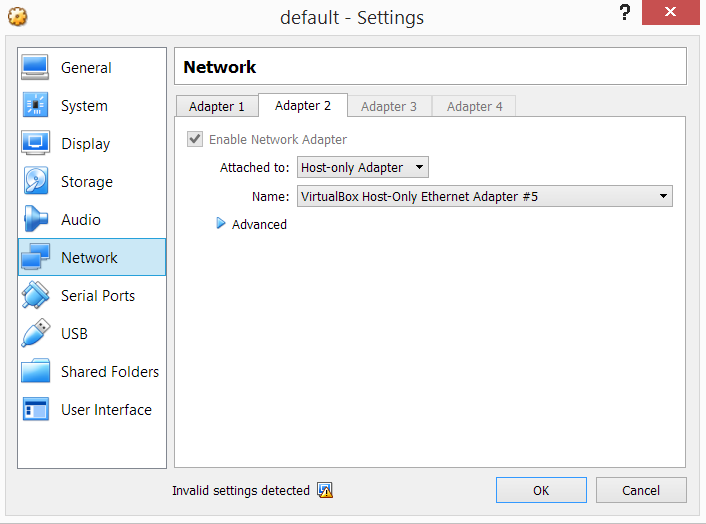 default - Settings
?
General
System
Display
Storage
Audio
Network
Serial Ports
USB
Shared Folders
User Interface
Network
Adapter 1 Adapter 2 Adapter 3 Adapter 4
Enable Network Adapter
Attached to: Host-only Adapter
Name: VirtualBox Host-Only Ethernet Adapter #5
Advanced
Invalid settings detected
OK Cancel